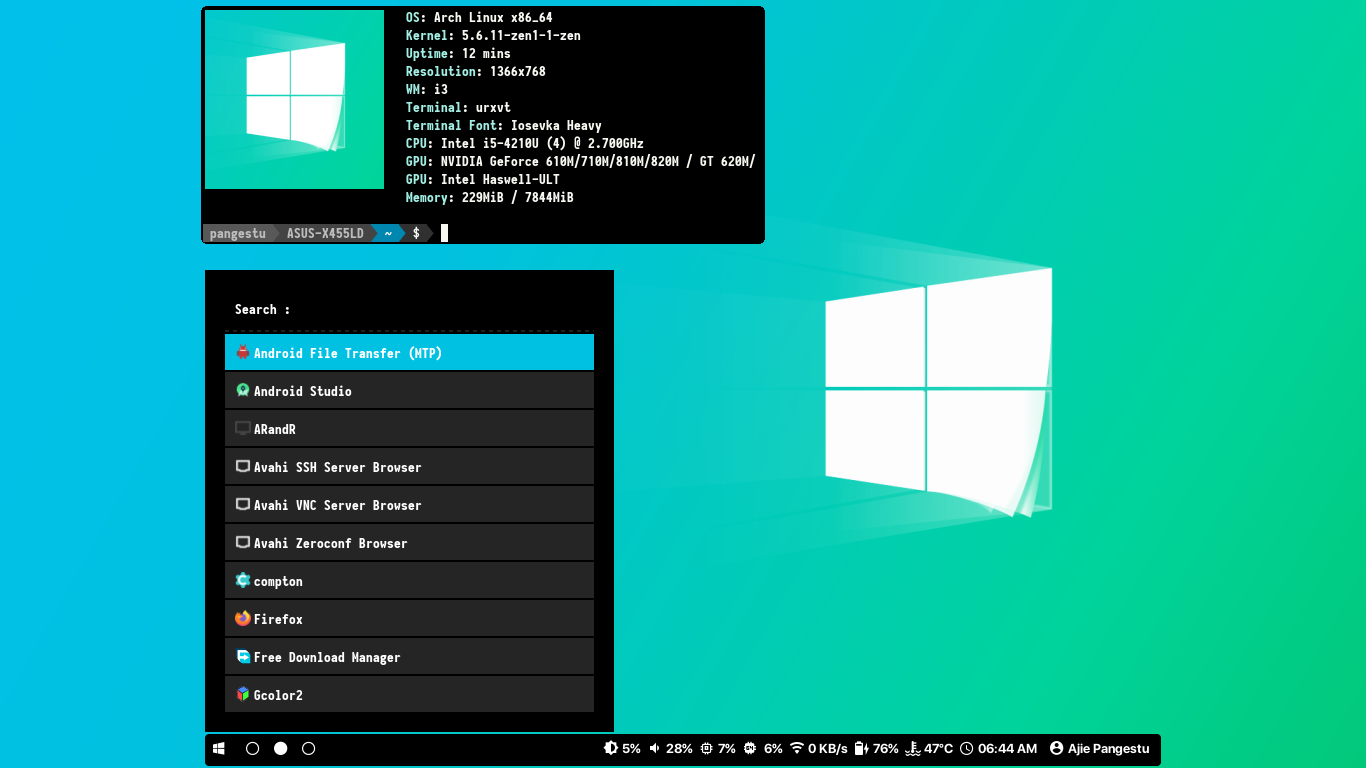 OS: Arch Linux x86_64
Kernel: 5.6.11-zen1-1-zen
Uptime: 12 mins
Resolution: 1366x768
WM: i3
Terminal: urxvt
Terminal Font: Iosevka Heavy
CPU: Intel i5-4210U (4) @ 2.700GHz
GPU: NVIDIA GeForce 610M/710M/810M/820M / GT 620M/
GPU: Intel Haswell-ULT
Memory: 229MiB / 7844MiB
pangestu ASUS-X455LD ~ $
Search :
Android File Transfer (MTP)
Android Studio
ARandR
Avahi SSH Server Browser
Avahi VNC Server Browser
Avahi Zeroconf Browser
compton
Firefox
Free Download Manager
Gcolor2
5% 28% 7% 6% 0 KB/s 76% 47°C 06:44 AM Ajie Pangestu